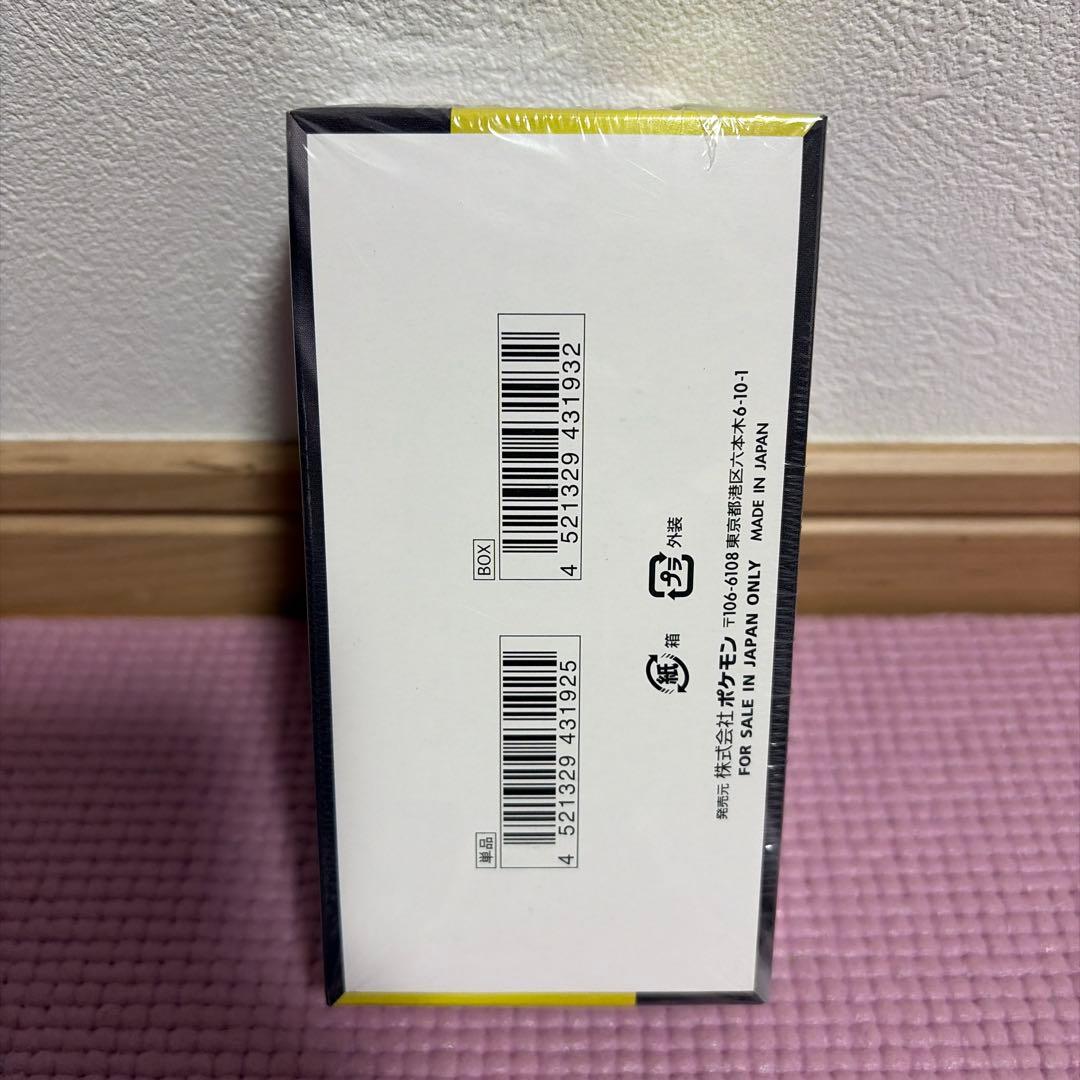 単品
4 521329 431925
BOX
4 521329 431932
紙 箱
プラ 外装
発売元 株式会社ポケモン 〒106-6108 東京都港区六本木6-10-1
FOR SALE IN JAPAN ONLY MADE IN JAPAN